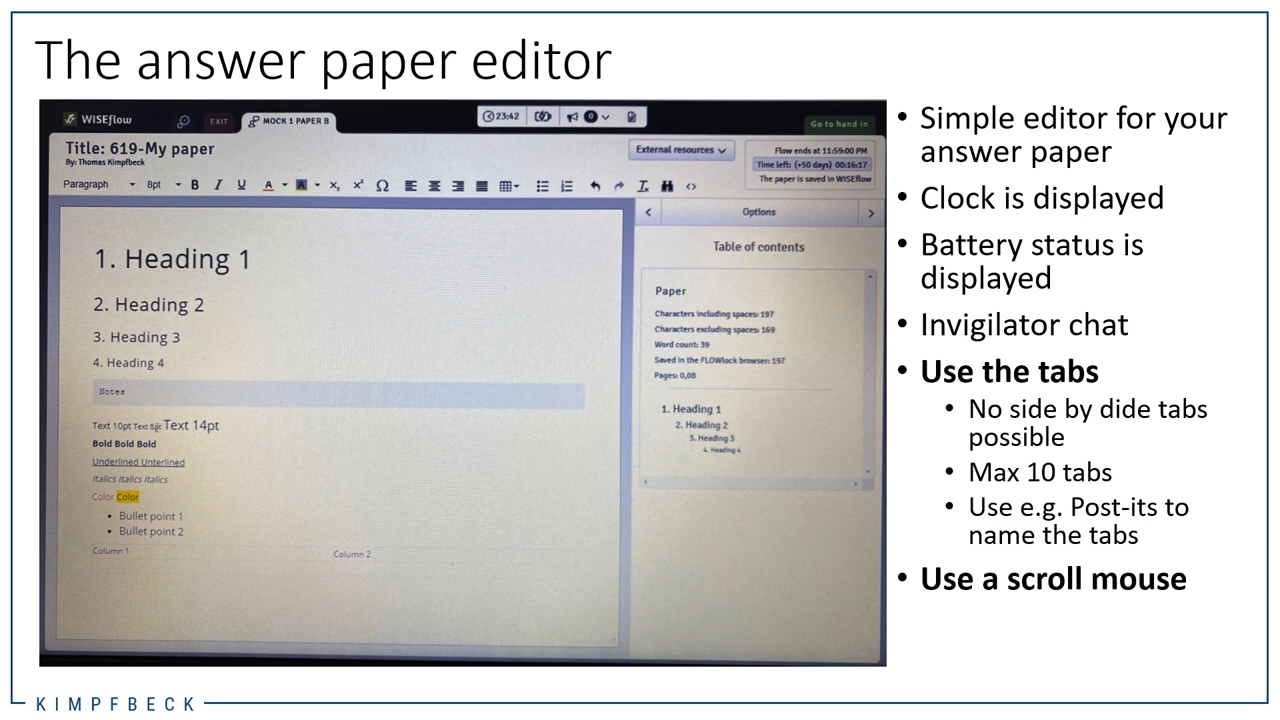 The answer paper editor
WISEflow
EXIT
MOCK 1 PAPER B
23:42
0
Go to hand in
Title: 619-My paper
By: Thomas Kimpfbeck
External resources
Flow ends at 11:59:00 PM
Time left: (+50 days) 00:16:17
The paper is saved in WISEflow
Paragraph 8pt B I U A A x₂ x² Ω
Options
Table of contents
1. Heading 1
2. Heading 2
3. Heading 3
4. Heading 4
Notes
Text 10pt Text 8pt Text 14pt
Bold Bold Bold
Underlined Unterlined
Italics Italics Italics
Color Color
• Bullet point 1
• Bullet point 2
Column 1 Column 2
Paper
Characters including spaces: 197
Characters excluding spaces: 169
Word count: 39
Saved in the FLOWlock browser: 197
Pages: 0,08
1. Heading 1
2. Heading 2
3. Heading 3
4. Heading 4
• Simple editor for your
answer paper
• Clock is displayed
• Battery status is
displayed
• Invigilator chat
• Use the tabs
• No side by dide tabs
possible
• Max 10 tabs
• Use e.g. Post-its to
name the tabs
• Use a scroll mouse
KIMPFBECK